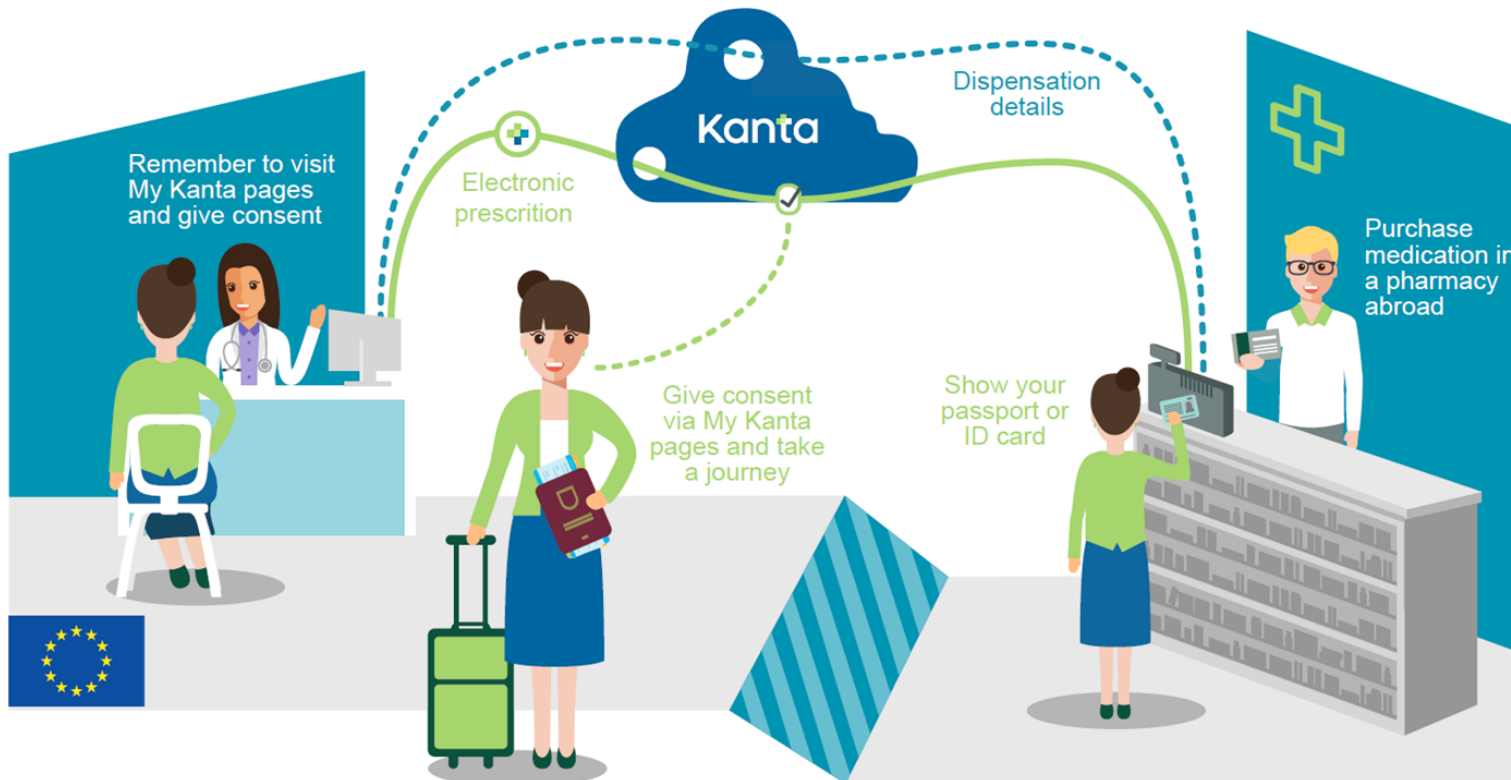 Remember to visit
My Kanta pages
and give consent
Electronic
prescrition
Kanta
Dispensation
details
Give consent
via My Kanta
pages and take
a journey
Show your
passport or
ID card
Purchase
medication in
a pharmacy
abroad